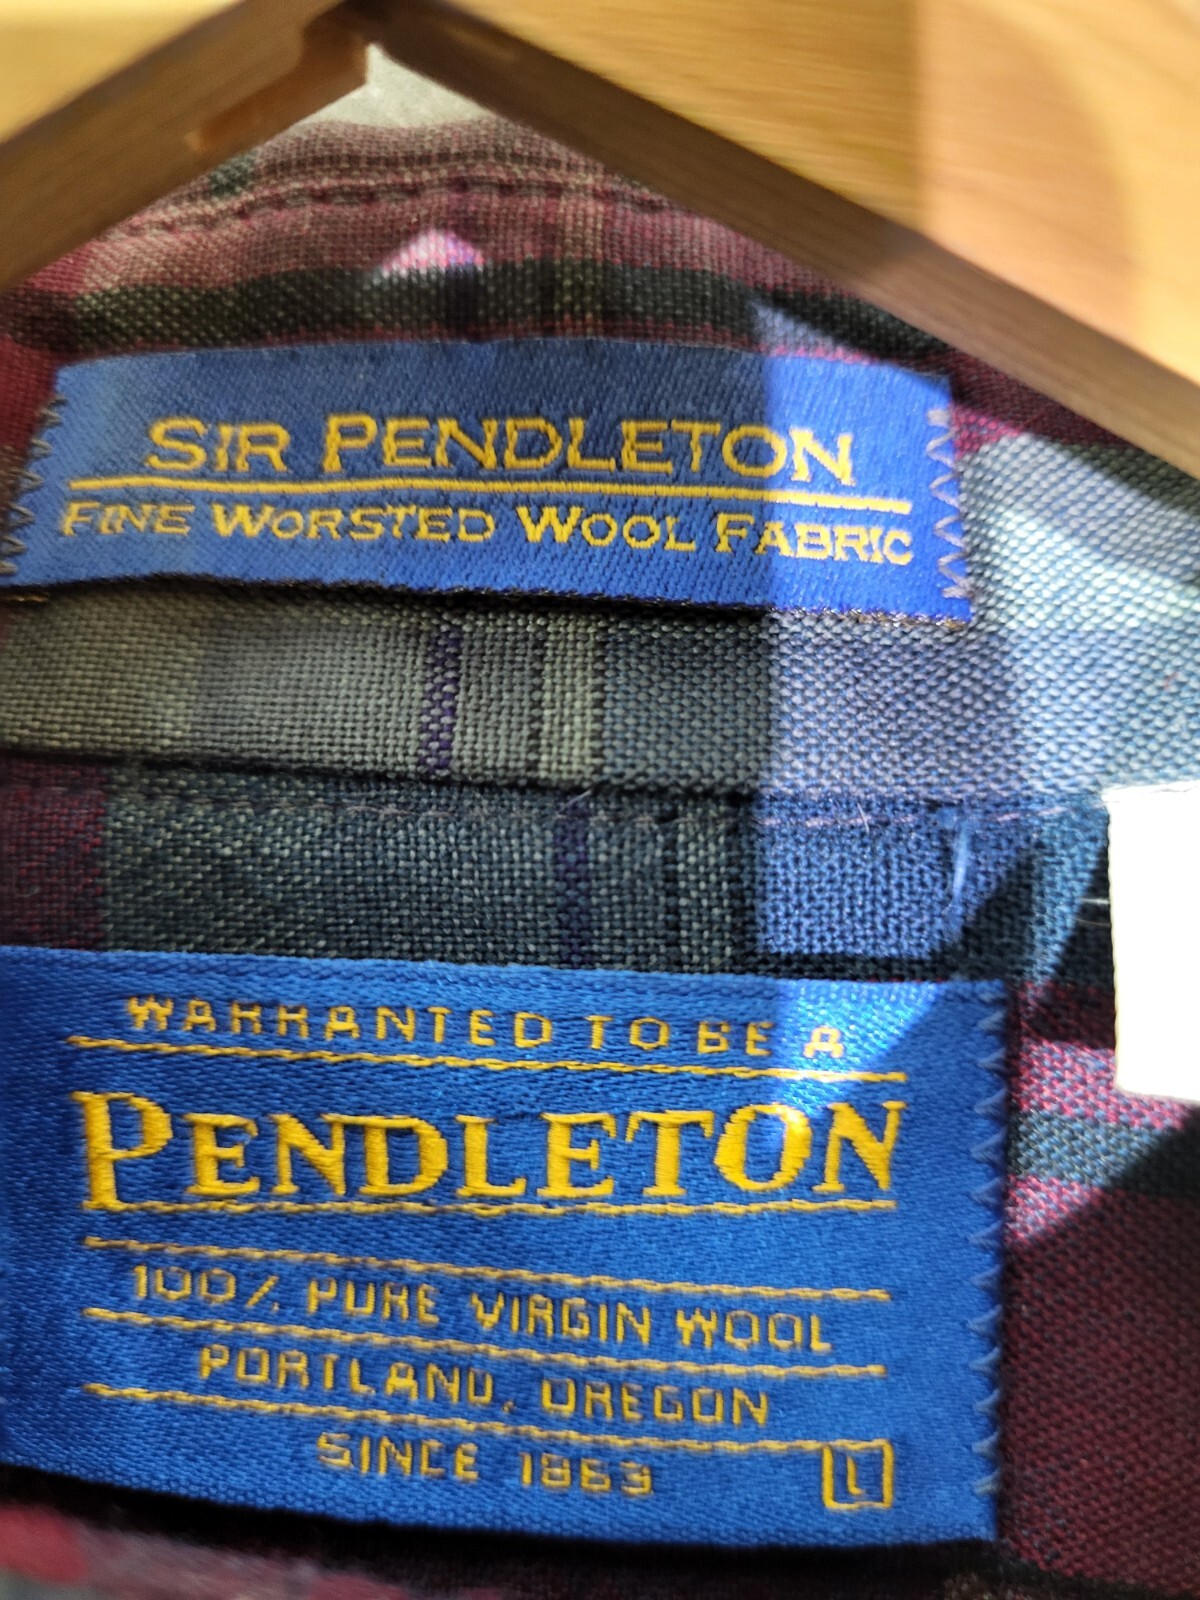 SIR PENDLETON
FINE WORSTED WOOL FABRIC
WARRANTED TO BE A
PENDLETON
100% PURE VIRGIN WOOL
PORTLAND, OREGON
SINCE 1863
L